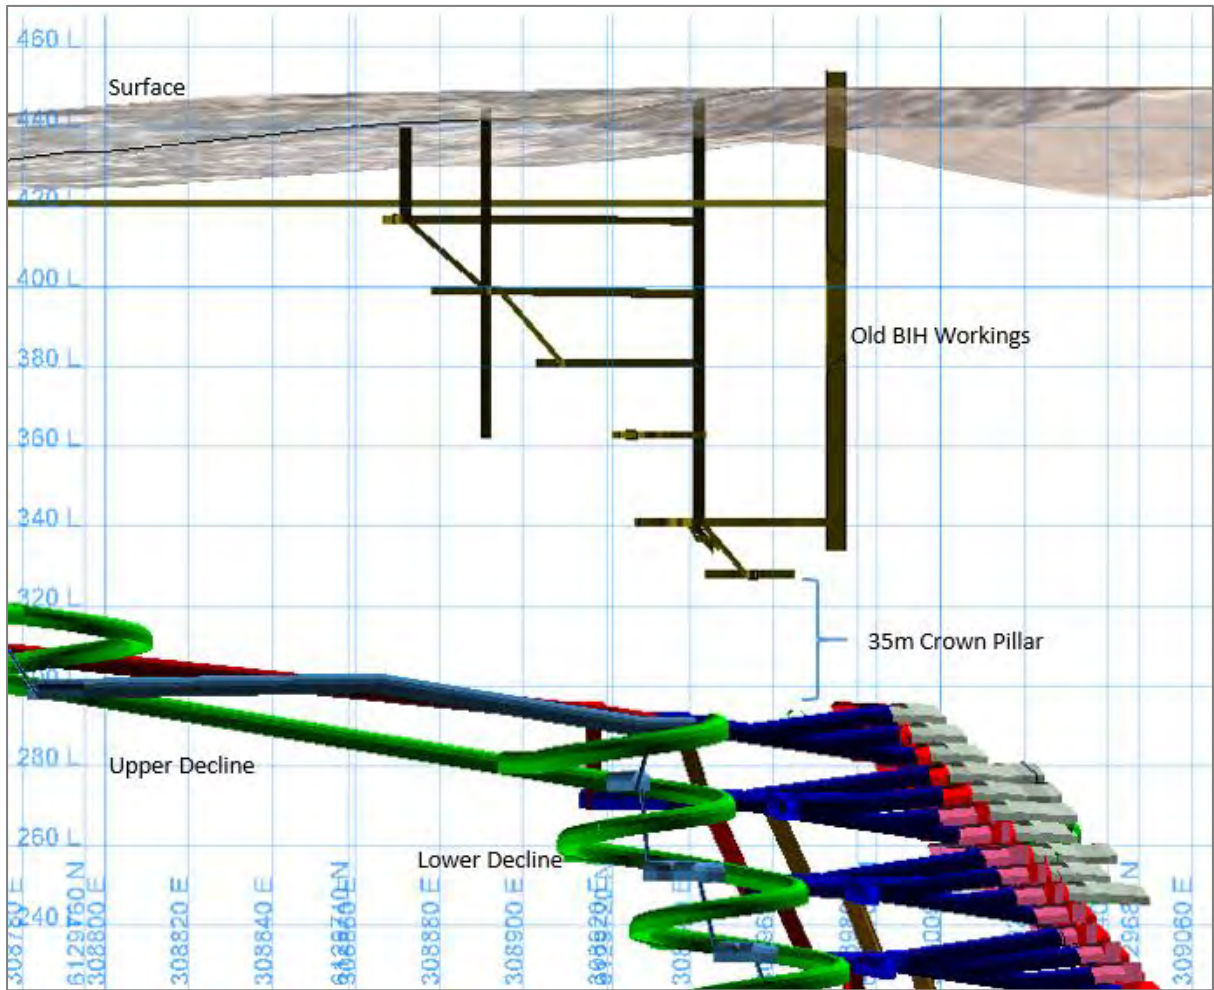 460 L
Surface
440 L
420 L
400 L
Old BIH Workings
380 L
360 L
340 L
320 L
35m Crown Pillar
280 L
Upper Decline
260 L
Lower Decline
240 L
6129760 N
308800 E
308820 E
308840 E
308880 E
308900 E
309060 E